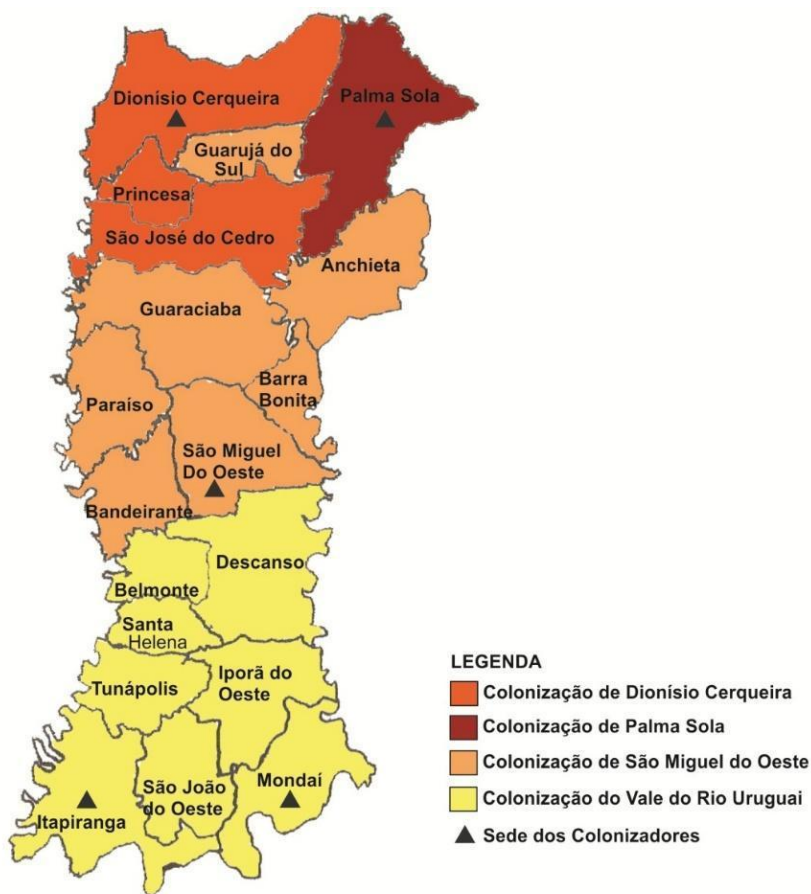 Dionísio Cerqueira
Palma Sola
Guarujá do
Sul
Princesa
São José do Cedro
Anchieta
Guaraciaba
Barra
Bonita
Paraíso
São Miguel
Do Oeste
Bandeirante
Descanso
Belmonte
Santa
Helena
Iporã do
Oeste
Tunápolis
São João
do Oeste
Mondaí
Itapiranga
LEGENDA
Colonização de Dionísio Cerqueira
Colonização de Palma Sola
Colonização de São Miguel do Oeste
Colonização do Vale do Rio Uruguai
Sede dos Colonizadores